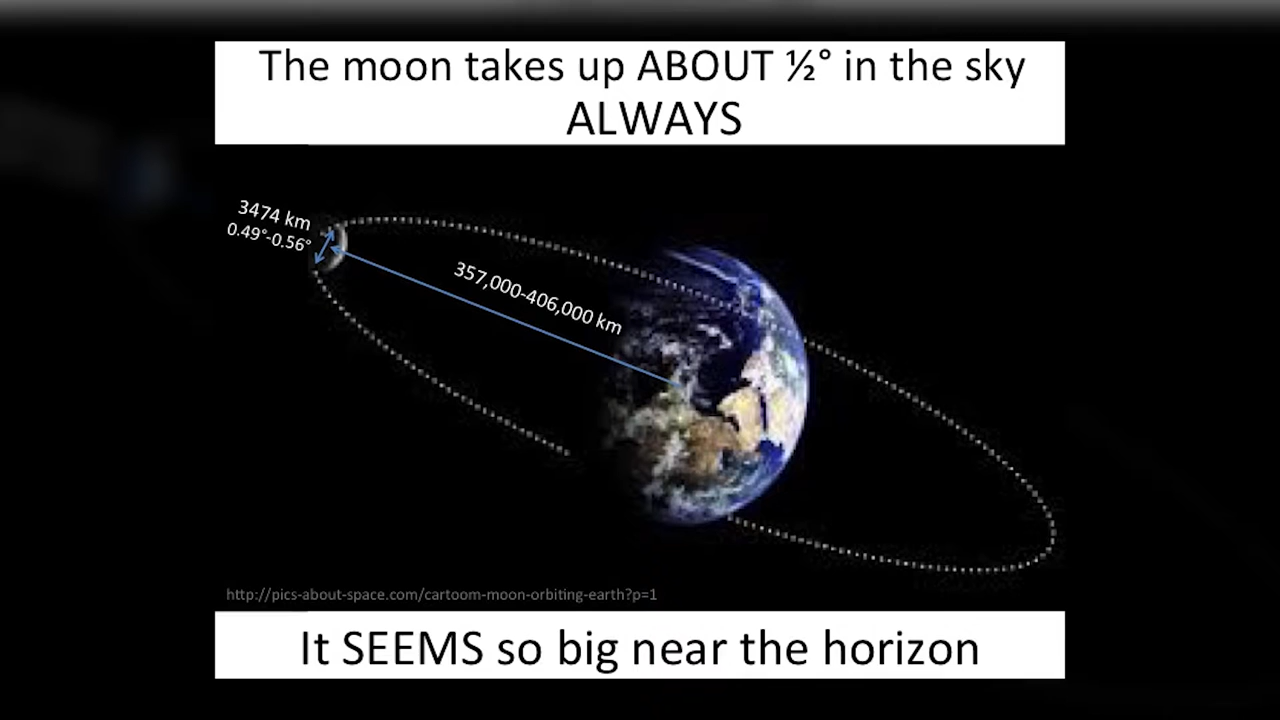 The moon takes up ABOUT ½° in the sky
ALWAYS
3474 km
0.49°-0.56°
357,000-406,000 km
http://pics-about-space.com/cartoom-moon-orbiting-earth?p=1
It SEEMS so big near the horizon